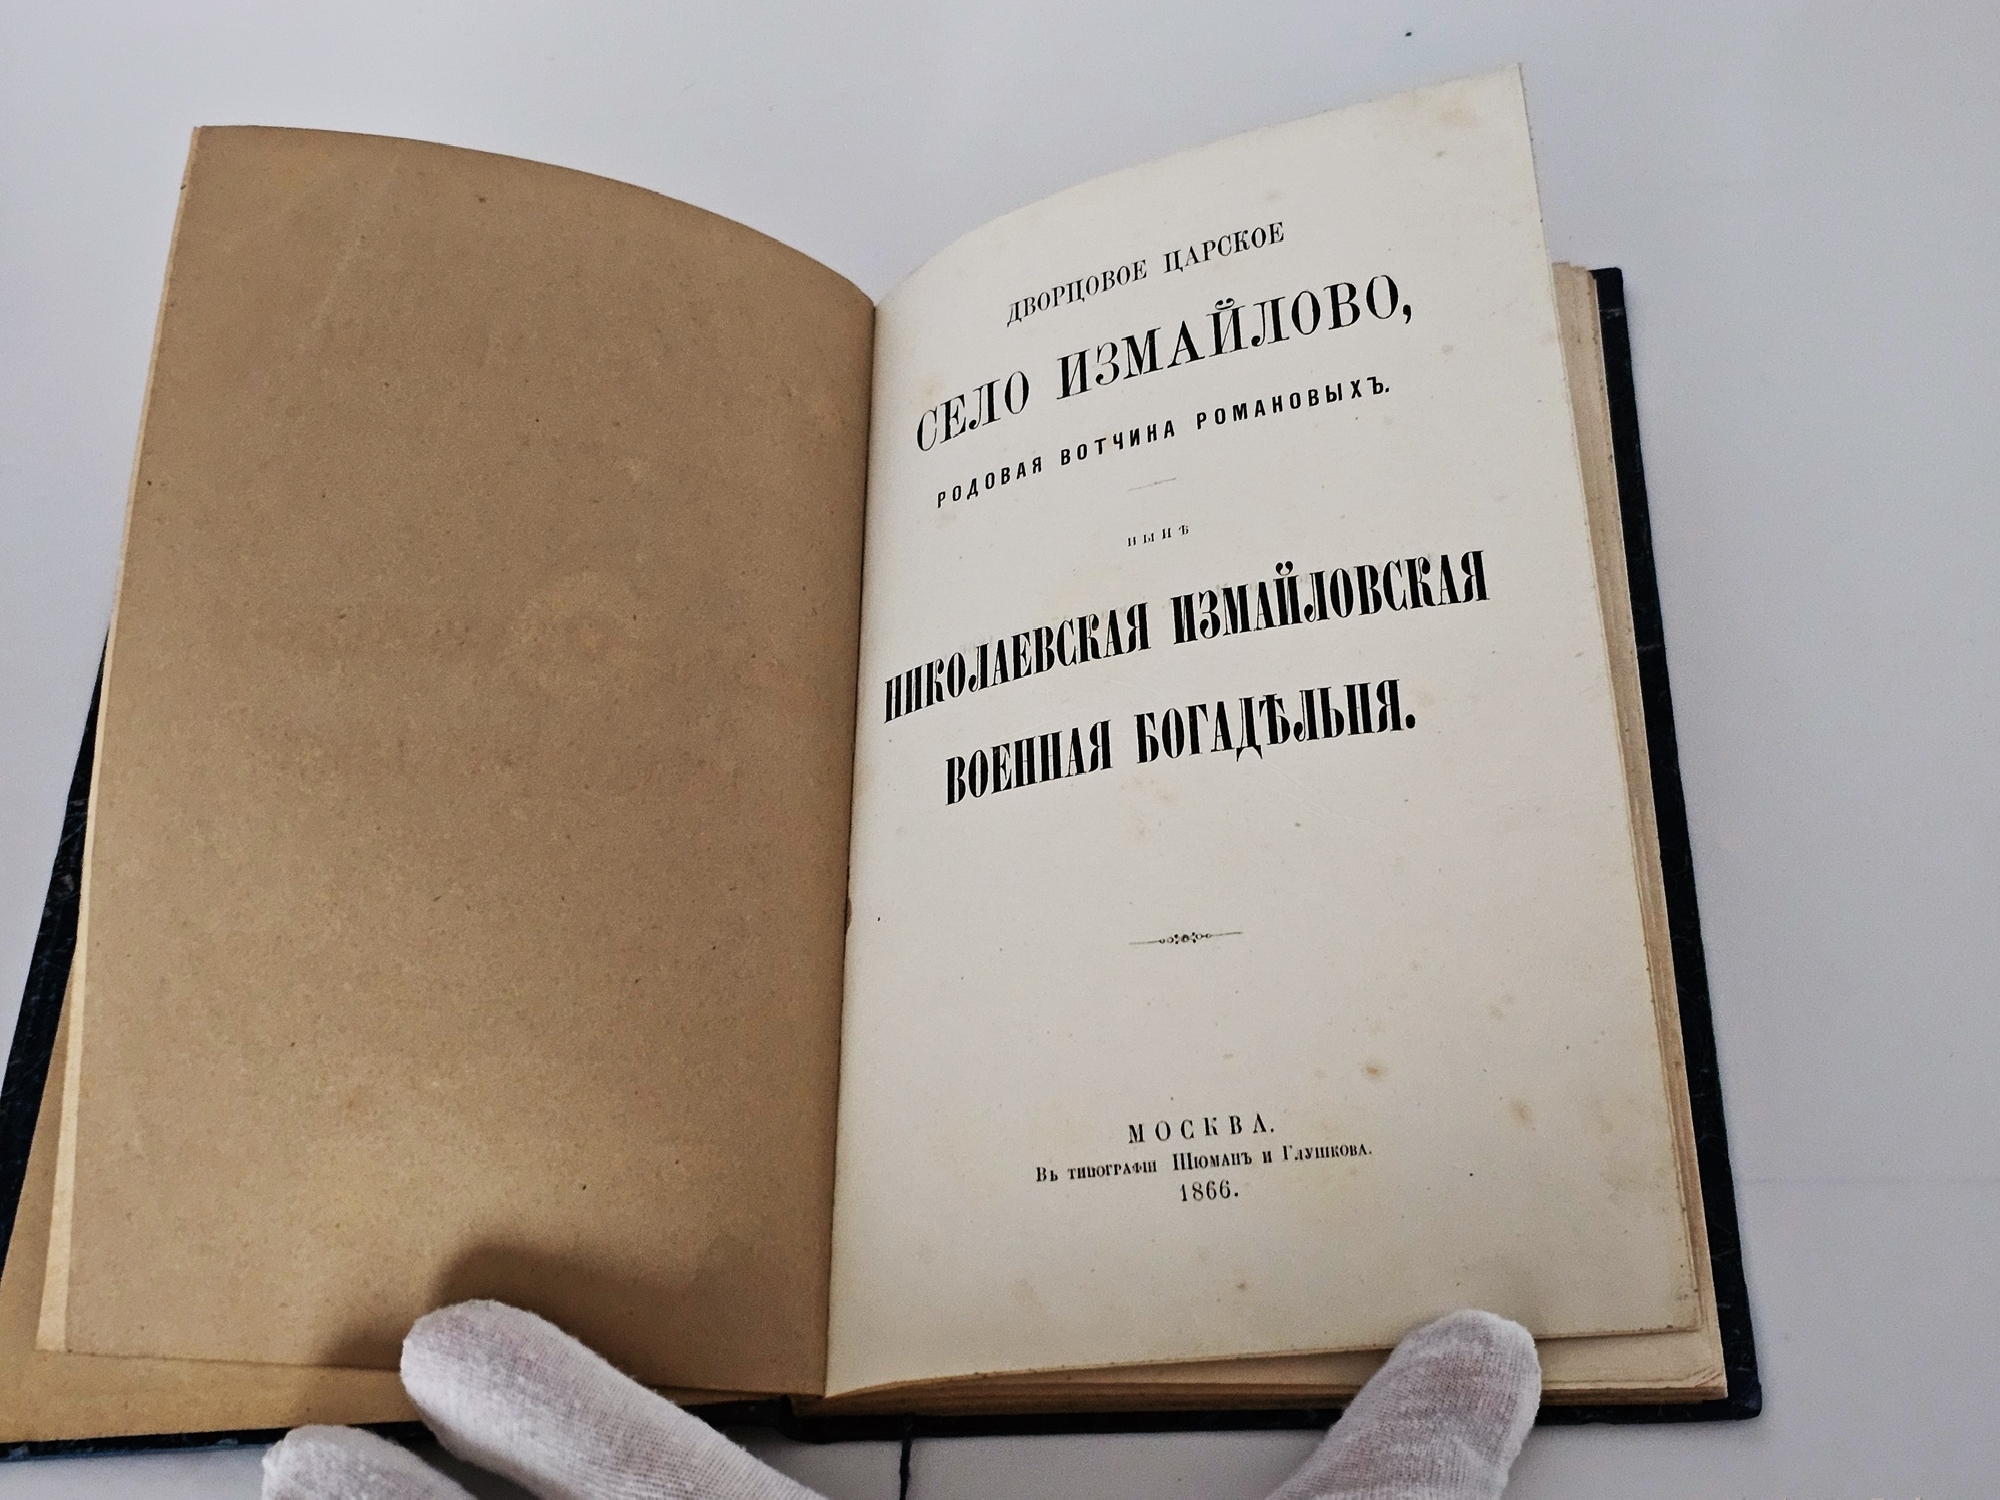 ДВОРЦОВОЕ ЦАРСКОЕ
СЕЛО ИЗМАЙЛОВО,
РОДОВАЯ ВОТЧИНА РОМАНОВЫХЪ.
НЫНѢ
НИКОЛАЕВСКАЯ ИЗМАЙЛОВСКАЯ
ВОЕННАЯ БОГАДѢЛЬНЯ.
МОСКВА.
Въ типографіи Шюманъ и Глушкова.
1866.